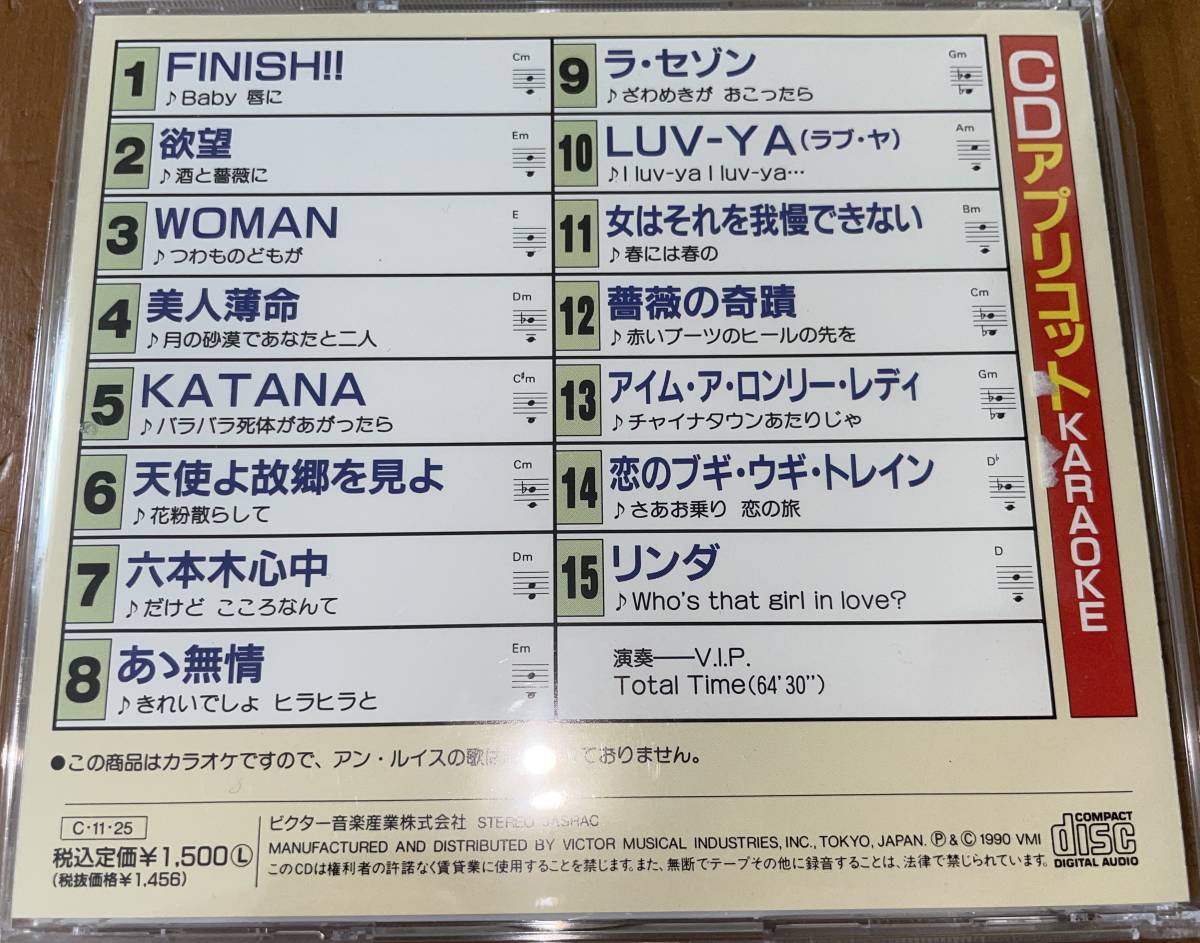 1 FINISH!! Cm
♪Baby 唇に
2 欲望 Em
♪酒と薔薇に
3 WOMAN E
♪つわものどもが
4 美人薄命 Dm
♪月の砂漠であなたと二人
5 KATANA C♯m
♪バラバラ死体があがったら
6 天使よ故郷を見よ Cm
♪花粉散らして
7 六本木心中 Dm
♪だけど こころなんて
8 あゝ無情 Em
♪きれいでしょ ヒラヒラと
9 ラ・セゾン Gm
♪ざわめきが おこったら
10 LUV-YA(ラブ・ヤ) Am
♪I luv-ya I luv-ya…
11 女はそれを我慢できない Bm
♪春には春の
12 薔薇の奇蹟 Cm
♪赤いブーツのヒールの先を
13 アイム・ア・ロンリー・レディ Gm
♪チャイナタウンあたりじゃ
14 恋のブギ・ウギ・トレイン D♭
♪さあお乗り 恋の旅
15 リンダ D
♪Who's that girl in love?
演奏──V.I.P.
Total Time(64'30")
CDアプリコットKARAOKE
●この商品はカラオケですので、アン・ルイスの歌は ておりません。
C・11・25
税込定価¥1,500Ⓛ
(税抜価格¥1,456)
ビクター音楽産業株式会社 STEREO JASRAC
MANUFACTURED AND DISTRIBUTED BY VICTOR MUSICAL INDUSTRIES, INC., TOKYO, JAPAN. Ⓟ&Ⓒ 1990 VMI
このCDは権利者の許諾なく賃貸業に使用することを禁じます。また、無断でテープその他に録音することは、法律で禁じられています。
COMPACT
disc
DIGITAL AUDIO